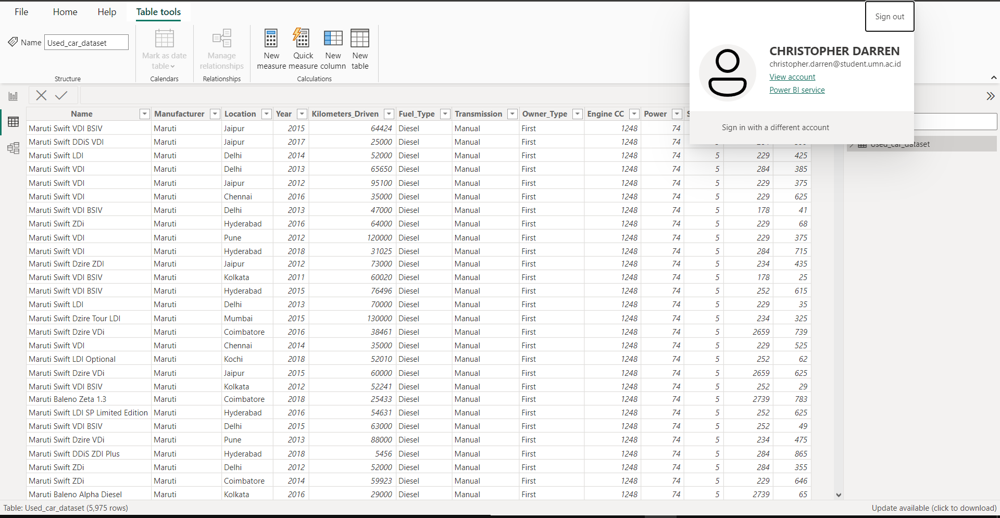 File Home Help Table tools
Sign out
Name Used_car_dataset
Mark as date table
Manage relationships
New measure
Quick measure
New column
New table
Structure Calendars Relationships Calculations
CHRISTOPHER DARREN
christopher.darren@student.umn.ac.id
View account
Power BI service
Sign in with a different account
Used_car_dataset
Name Manufacturer Location Year Kilometers_Driven Fuel_Type Transmission Owner_Type Engine CC Power
Maruti Swift VDI BSIV Maruti Jaipur 2015 64424 Diesel Manual First 1248 74
Maruti Swift DDiS VDI Maruti Jaipur 2017 25000 Diesel Manual First 1248 74
Maruti Swift LDI Maruti Delhi 2014 52000 Diesel Manual First 1248 74 5 229 425
Maruti Swift VDI Maruti Delhi 2013 65650 Diesel Manual First 1248 74 5 284 385
Maruti Swift VDI Maruti Jaipur 2012 95100 Diesel Manual First 1248 74 5 229 375
Maruti Swift VDI Maruti Chennai 2016 35000 Diesel Manual First 1248 74 5 229 625
Maruti Swift VDI BSIV Maruti Delhi 2013 47000 Diesel Manual First 1248 74 5 178 41
Maruti Swift ZDi Maruti Hyderabad 2016 64000 Diesel Manual First 1248 74 5 229 68
Maruti Swift VDI Maruti Pune 2012 120000 Diesel Manual First 1248 74 5 229 375
Maruti Swift VDI Maruti Hyderabad 2018 31025 Diesel Manual First 1248 74 5 284 715
Maruti Swift Dzire ZDI Maruti Jaipur 2012 73000 Diesel Manual First 1248 74 5 234 435
Maruti Swift VDI BSIV Maruti Kolkata 2011 60020 Diesel Manual First 1248 74 5 178 25
Maruti Swift VDI BSIV Maruti Hyderabad 2015 76496 Diesel Manual First 1248 74 5 252 615
Maruti Swift LDI Maruti Delhi 2013 70000 Diesel Manual First 1248 74 5 229 35
Maruti Swift Dzire Tour LDI Maruti Mumbai 2015 130000 Diesel Manual First 1248 74 5 234 325
Maruti Swift Dzire VDi Maruti Coimbatore 2016 38461 Diesel Manual First 1248 74 5 2659 739
Maruti Swift VDI Maruti Chennai 2014 35000 Diesel Manual First 1248 74 5 229 525
Maruti Swift LDI Optional Maruti Kochi 2018 52010 Diesel Manual First 1248 74 5 252 62
Maruti Swift Dzire VDi Maruti Jaipur 2015 60000 Diesel Manual First 1248 74 5 2659 625
Maruti Swift VDI BSIV Maruti Kolkata 2012 52241 Diesel Manual First 1248 74 5 252 29
Maruti Baleno Zeta 1.3 Maruti Coimbatore 2018 25433 Diesel Manual First 1248 74 5 2739 783
Maruti Swift LDI SP Limited Edition Maruti Hyderabad 2016 54631 Diesel Manual First 1248 74 5 252 625
Maruti Swift VDI BSIV Maruti Delhi 2015 63000 Diesel Manual First 1248 74 5 252 49
Maruti Swift Dzire VDi Maruti Pune 2013 88000 Diesel Manual First 1248 74 5 234 475
Maruti Swift DDiS ZDI Plus Maruti Hyderabad 2018 5456 Diesel Manual First 1248 74 5 284 865
Maruti Swift ZDi Maruti Delhi 2012 52000 Diesel Manual First 1248 74 5 284 355
Maruti Swift ZDi Maruti Coimbatore 2014 59923 Diesel Manual First 1248 74 5 229 646
Maruti Baleno Alpha Diesel Maruti Kolkata 2016 29000 Diesel Manual First 1248 74 5 2739 65
Table: Used_car_dataset (5,975 rows) Update available (click to download)